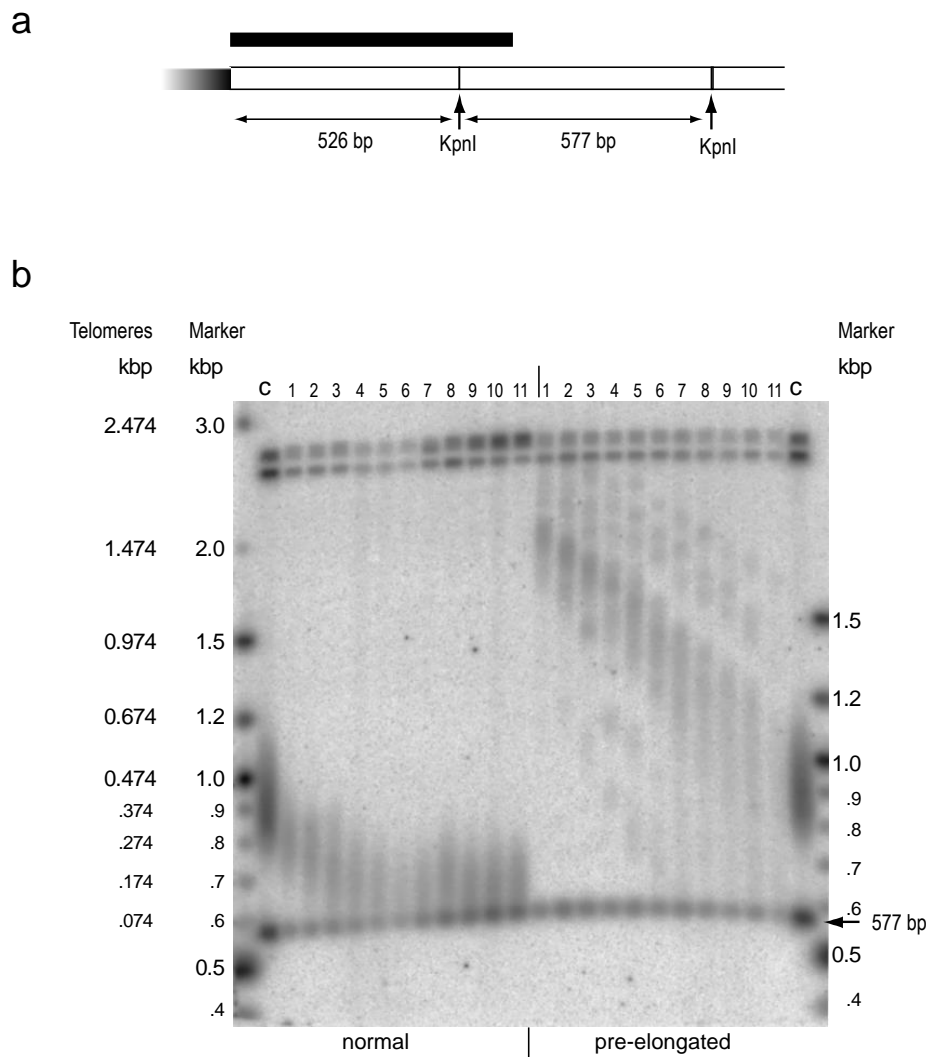 a
526 bp
KpnI
577 bp
KpnI
b
Telomeres Marker Marker
kbp kbp kbp
c 1 2 3 4 5 6 7 8 9 10 11 1 2 3 4 5 6 7 8 9 10 11 c
2.474 3.0
1.474 2.0
0.974 1.5 1.5
0.674 1.2 1.2
0.474 1.0 1.0
.374 .9 .9
.274 .8 .8
.174 .7 .7
.074 .6 .6 577 bp
0.5 0.5
.4 .4
normal pre-elongated